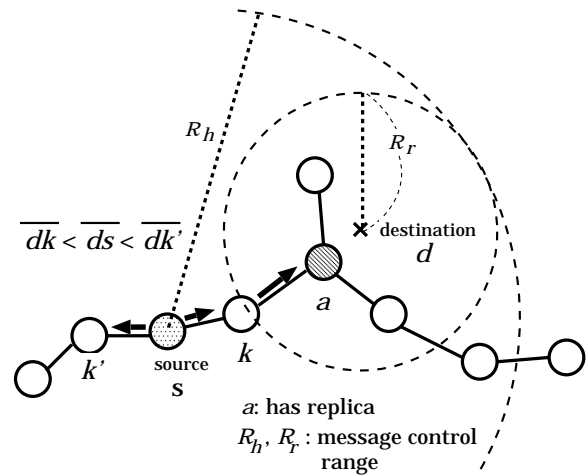 R_h
R_r
dk < ds < dk'
destination
d
a
k
k'
source
s
a: has replica
R_h, R_r : message control
range